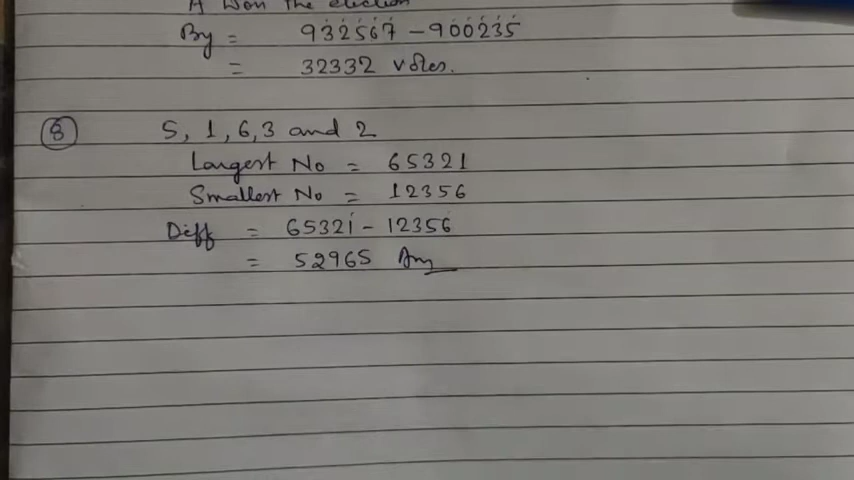 A Won the election
By = 932567 - 900235
= 32332 votes.
8 5, 1, 6, 3 and 2
Largest No = 65321
Smallest No = 12356
Diff = 65321 - 12356
= 52965 Ans